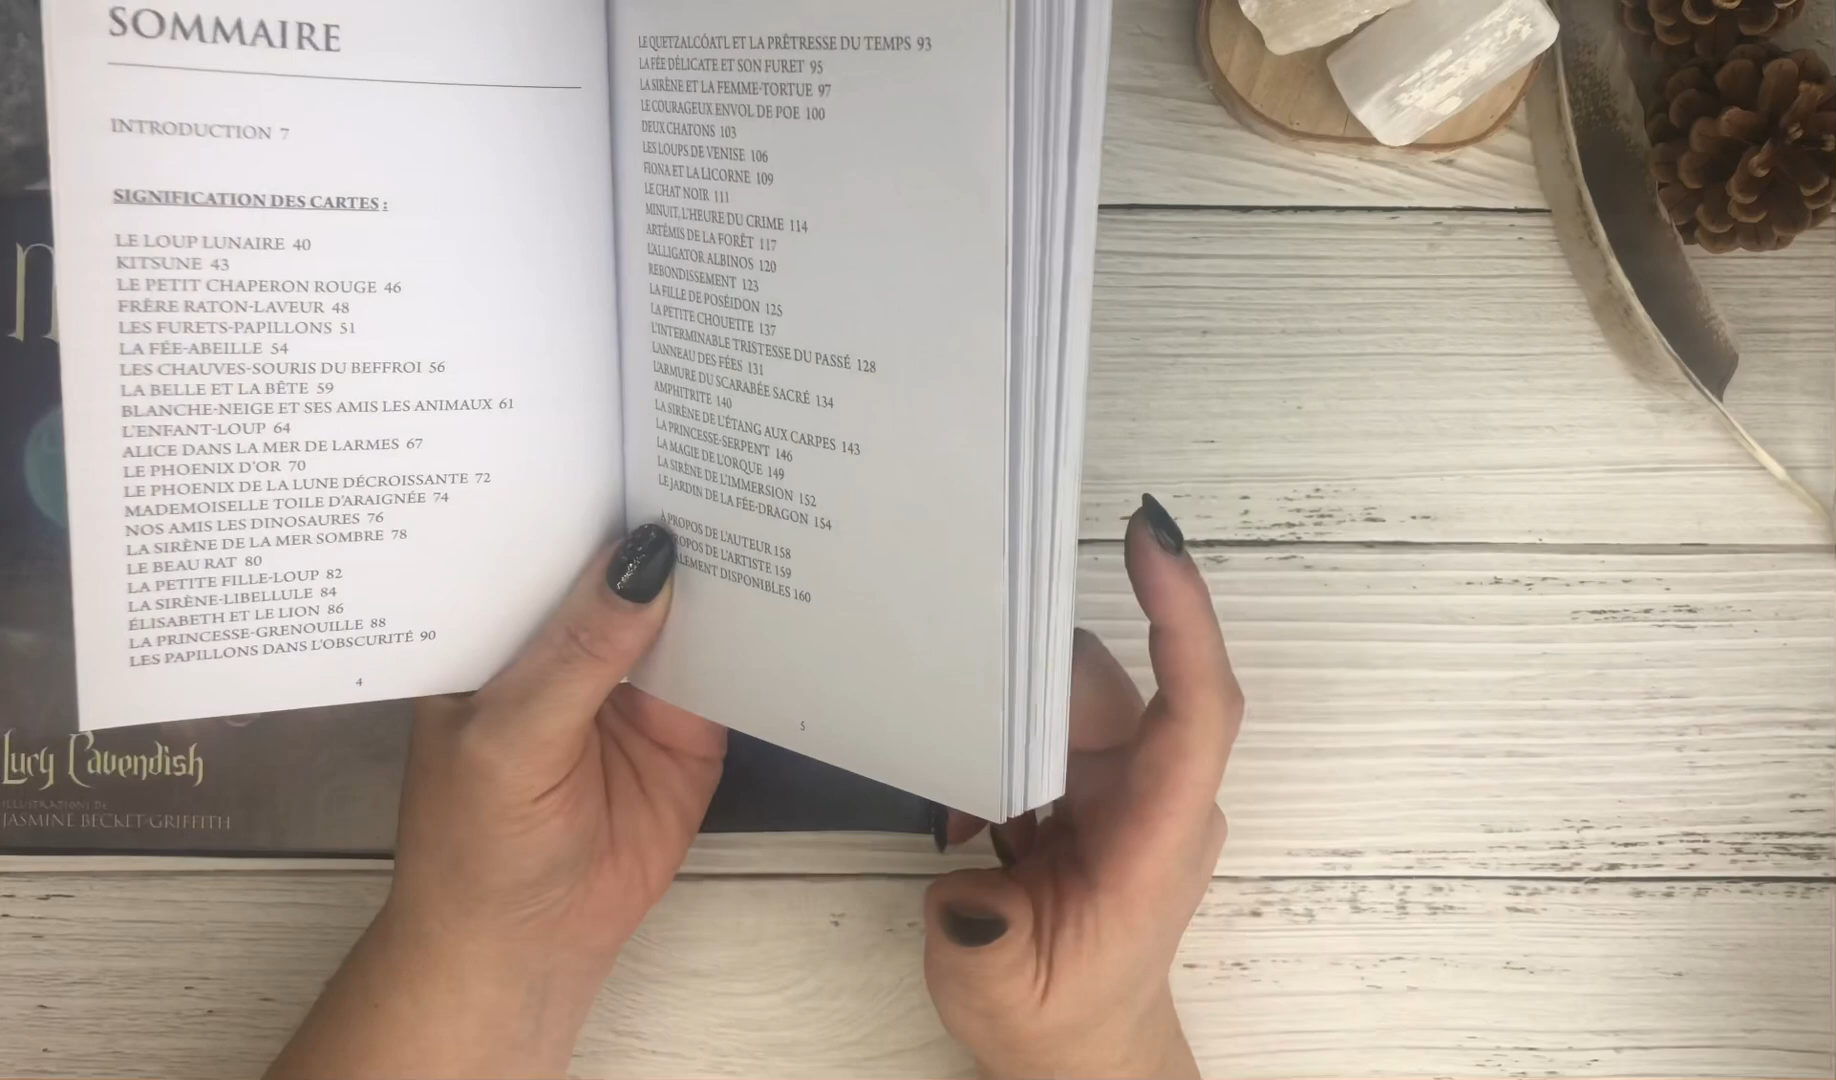 SOMMAIRE
INTRODUCTION 7
SIGNIFICATION DES CARTES :
LE LOUP LUNAIRE 40
KITSUNE 43
LE PETIT CHAPERON ROUGE 46
FRÈRE RATON-LAVEUR 48
LES FURETS-PAPILLONS 51
LA FÉE-ABEILLE 54
LES CHAUVES-SOURIS DU BEFFROI 56
LA BELLE ET LA BÊTE 59
BLANCHE-NEIGE ET SES AMIS LES ANIMAUX 61
L'ENFANT-LOUP 64
ALICE DANS LA MER DE LARMES 67
LE PHOENIX D'OR 70
LE PHOENIX DE LA LUNE DÉCROISSANTE 72
MADEMOISELLE TOILE D'ARAIGNÉE 74
NOS AMIS LES DINOSAURES 76
LA SIRÈNE DE LA MER SOMBRE 78
LE BEAU RAT 80
LA PETITE FILLE-LOUP 82
LA SIRÈNE-LIBELLULE 84
ÉLISABETH ET LE LION 86
LA PRINCESSE-GRENOUILLE 88
LES PAPILLONS DANS L'OBSCURITÉ 90
4
LE QUETZALCÓATL ET LA PRÊTRESSE DU TEMPS 93
LA FÉE DÉLICATE ET SON FURET 95
LA SIRÈNE ET LA FEMME-TORTUE 97
LE COURAGEUX ENVOL DE POE 100
DEUX CHATONS 103
LES LOUPS DE VENISE 106
FIONA ET LA LICORNE 109
LE CHAT NOIR 111
MINUIT, L'HEURE DU CRIME 114
ARTÉMIS DE LA FORÊT 117
L'ALLIGATOR ALBINOS 120
REBONDISSEMENT 123
LA FILLE DE POSÉIDON 125
LA PETITE CHOUETTE 137
L'INTERMINABLE TRISTESSE DU PASSÉ 128
L'ANNEAU DES FÉES 131
L'ARMURE DU SCARABÉE SACRÉ 134
AMPHITRITE 140
LA SIRÈNE DE L'ÉTANG AUX CARPES 143
LA PRINCESSE-SERPENT 146
LA MAGIE DE L'ORQUE 149
LA SIRÈNE DE L'IMMERSION 152
LE JARDIN DE LA FÉE-DRAGON 154
À PROPOS DE L'AUTEUR 158
PROPOS DE L'ARTISTE 159
DISPONIBLES 160
5
Lucy Cavendish
ILLUSTRATIONS DE
JASMINE BECKET-GRIFFITH